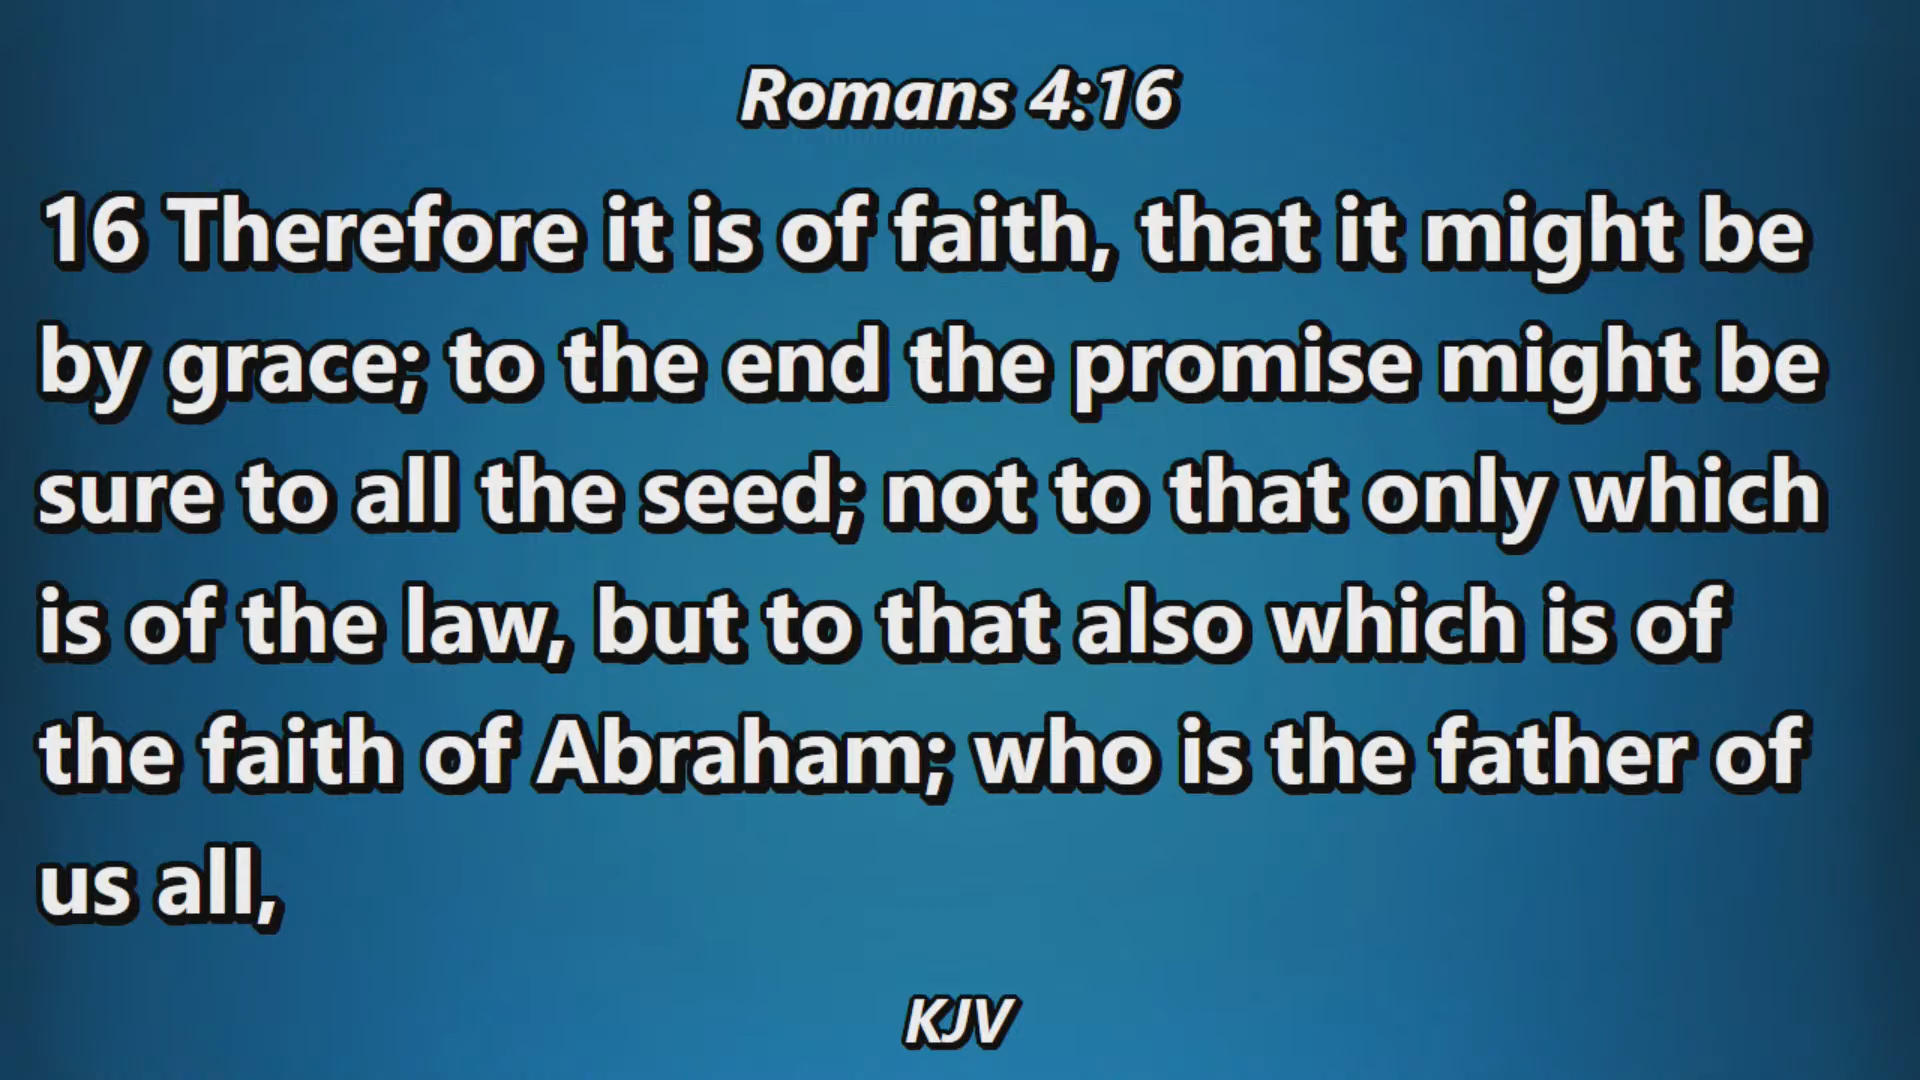 Romans 4:16
16 Therefore it is of faith, that it might be
by grace; to the end the promise might be
sure to all the seed; not to that only which
is of the law, but to that also which is of
the faith of Abraham; who is the father of
us all,
KJV